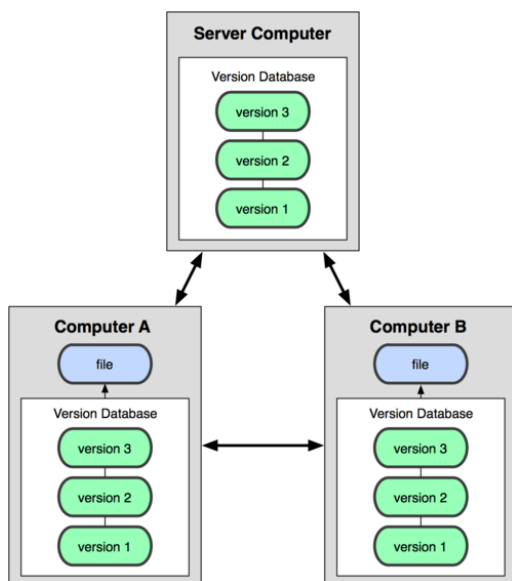 Server Computer
Version Database
version 3
version 2
version 1
Computer A
file
Version Database
version 3
version 2
version 1
Computer B
file
Version Database
version 3
version 2
version 1